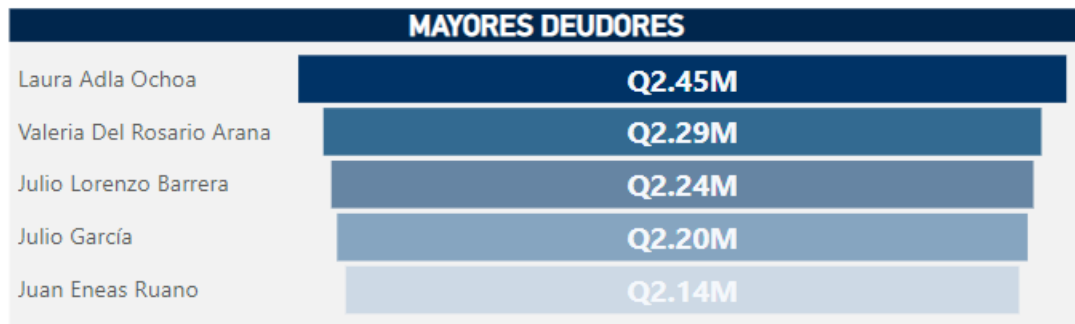 MAYORES DEUDORES
Laura Adla Ochoa Q2.45M
Valeria Del Rosario Arana Q2.29M
Julio Lorenzo Barrera Q2.24M
Julio García Q2.20M
Juan Eneas Ruano Q2.14M